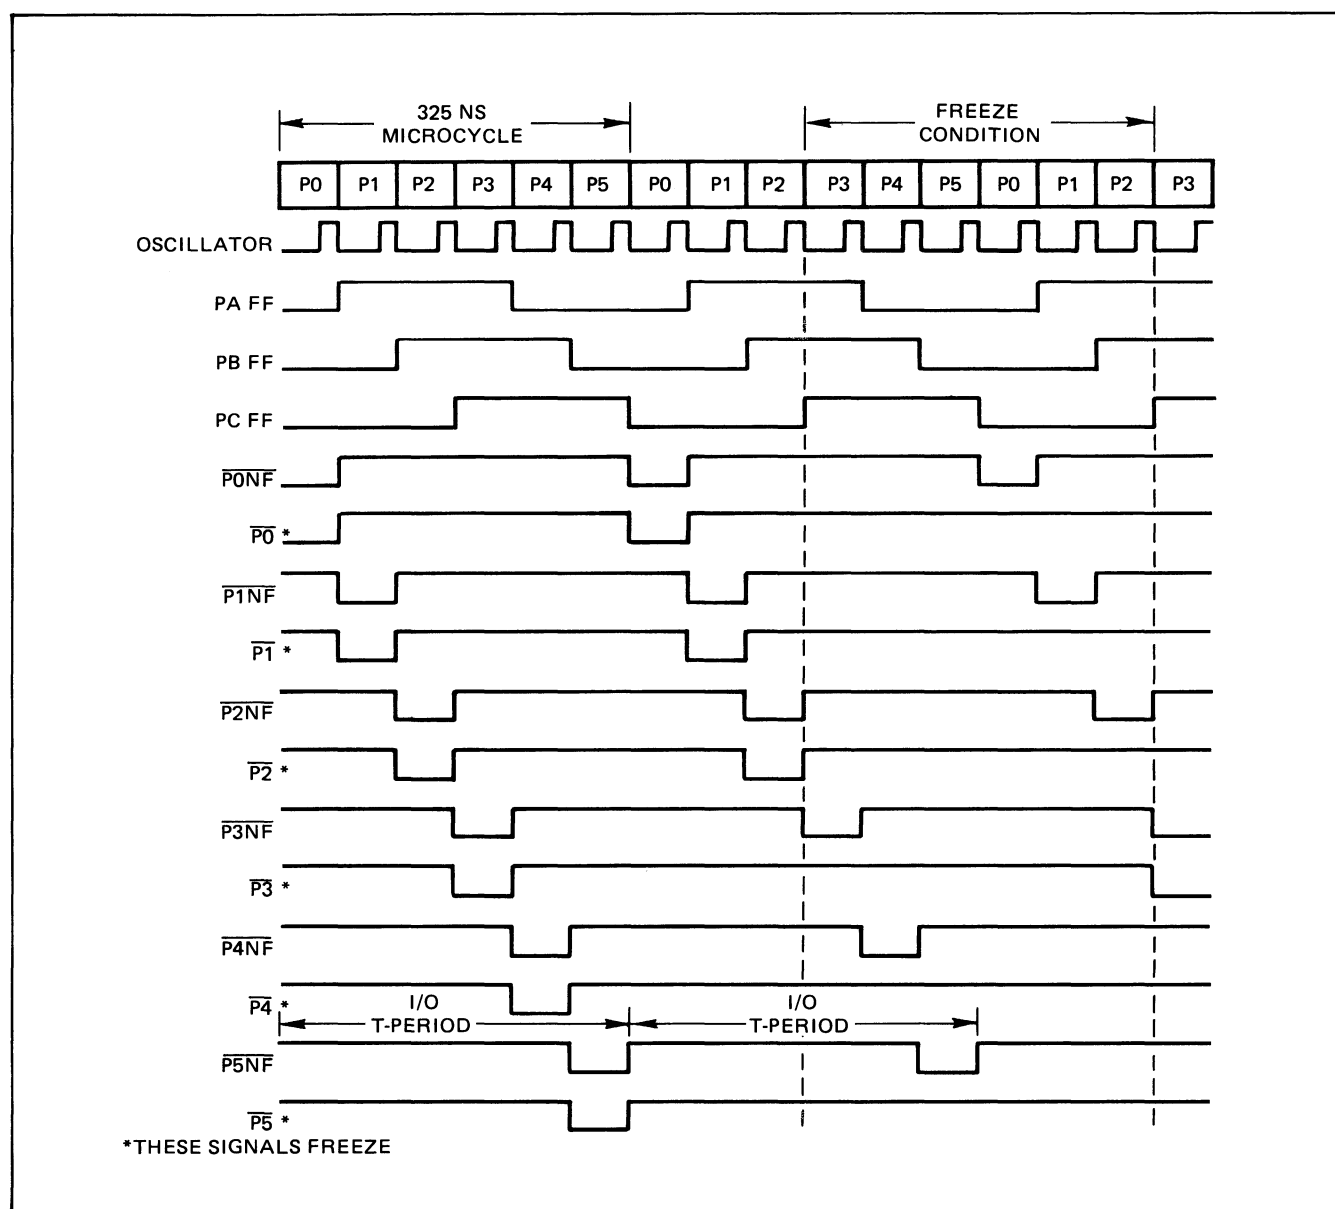 325 NS
MICROCYCLE
FREEZE
CONDITION
P0 P1 P2 P3 P4 P5 P0 P1 P2 P3 P4 P5 P0 P1 P2 P3
OSCILLATOR
PA FF
PB FF
PC FF
P0NF
P0 *
P1NF
P1 *
P2NF
P2 *
P3NF
P3 *
P4NF
P4 *
I/O
T-PERIOD
I/O
T-PERIOD
P5NF
P5 *
*THESE SIGNALS FREEZE